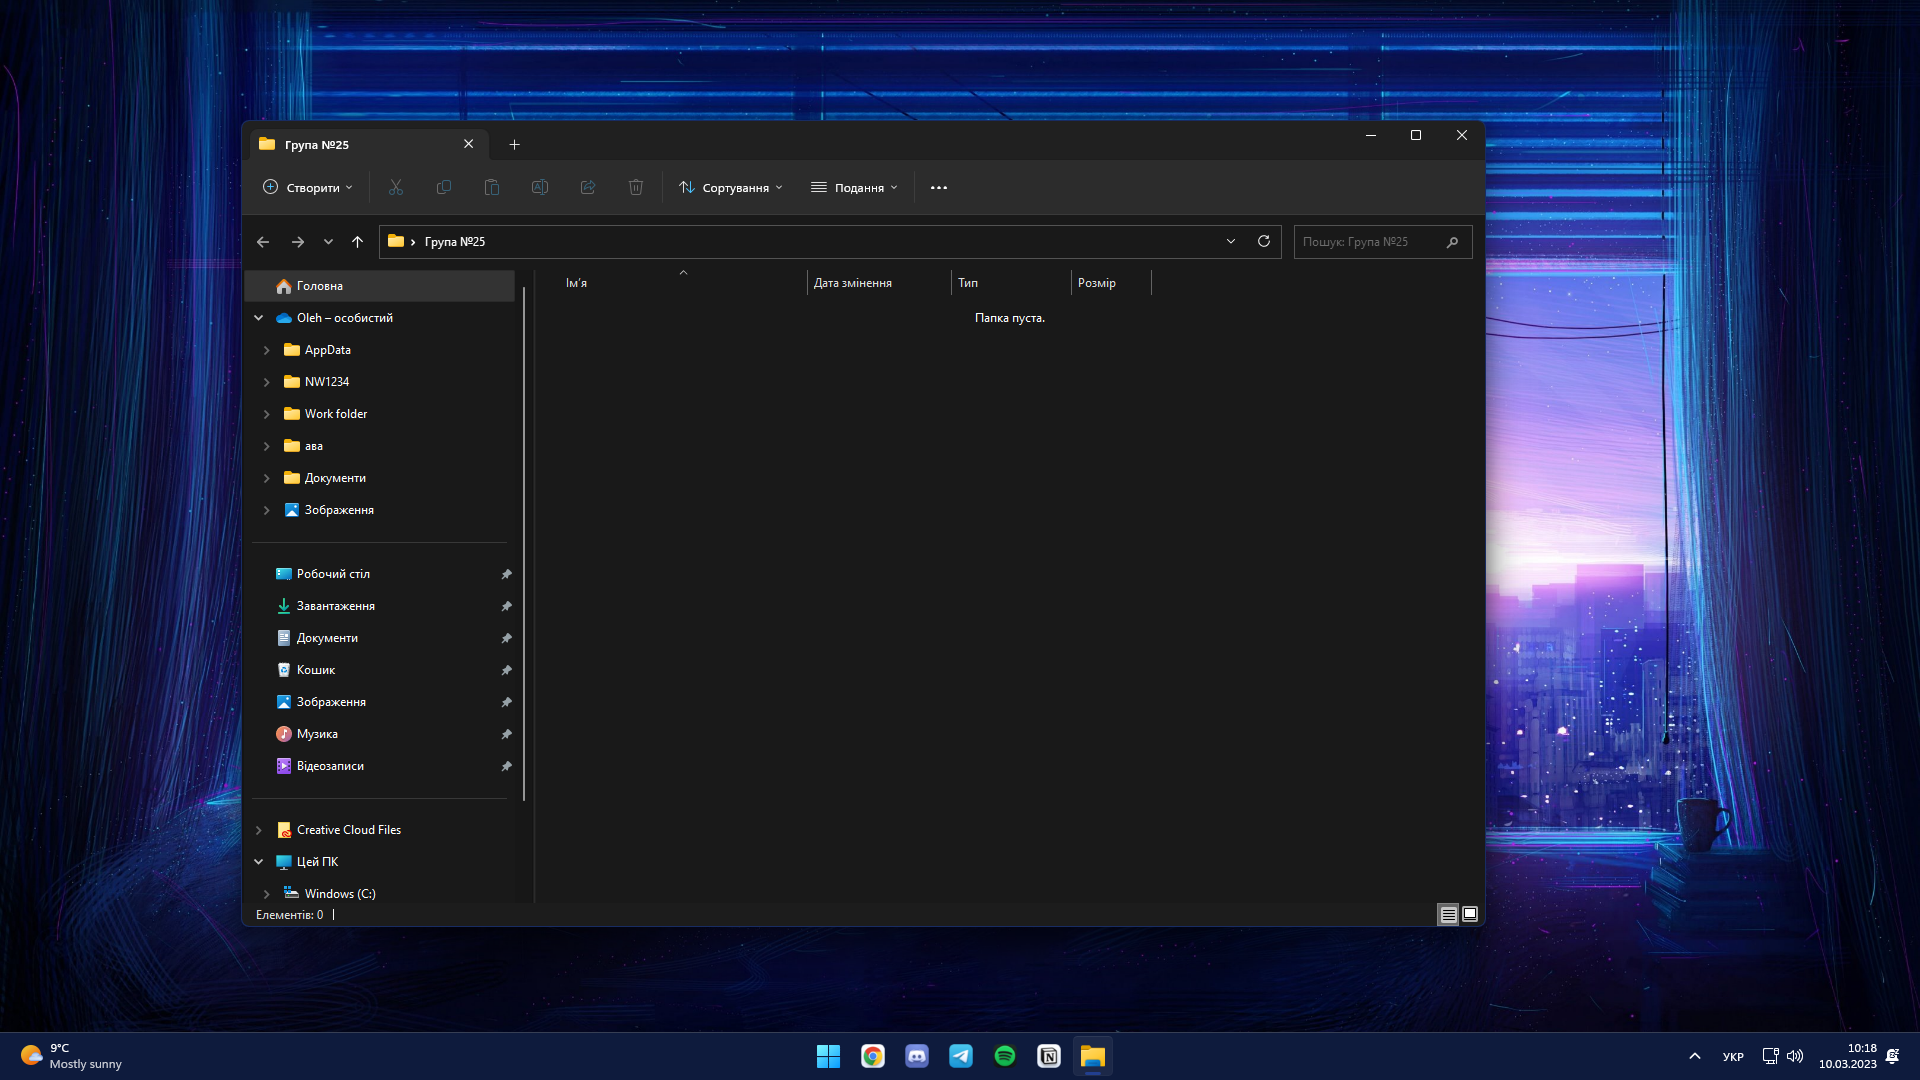 Група №25
Створити
Сортування
Подання
Група №25
Пошук: Група №25
Головна
Oleh – особистий
AppData
NW1234
Work folder
ава
Документи
Зображення
Робочий стіл
Завантаження
Документи
Кошик
Зображення
Музика
Відеозаписи
Creative Cloud Files
Цей ПК
Windows (C:)
Ім'я
Дата змінення
Тип
Розмір
Папка пуста.
Елементів: 0
9°C
Mostly sunny
УКР
10:18
10.03.2023